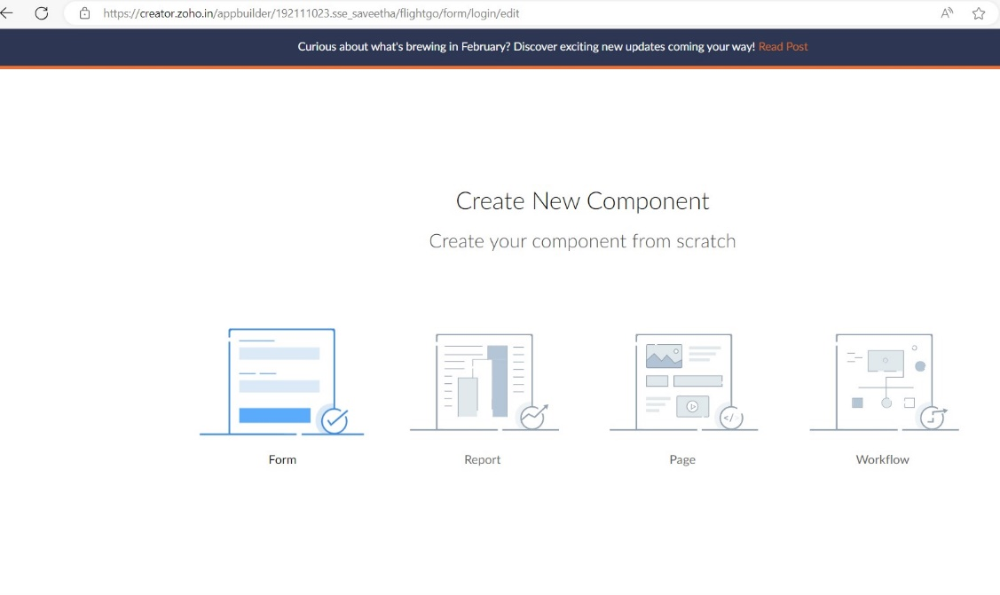 https://creator.zoho.in/appbuilder/192111023.sse_saveetha/flightgo/form/login/edit
Curious about what's brewing in February? Discover exciting new updates coming your way! Read Post
Create New Component
Create your component from scratch
Form
Report
Page
Workflow